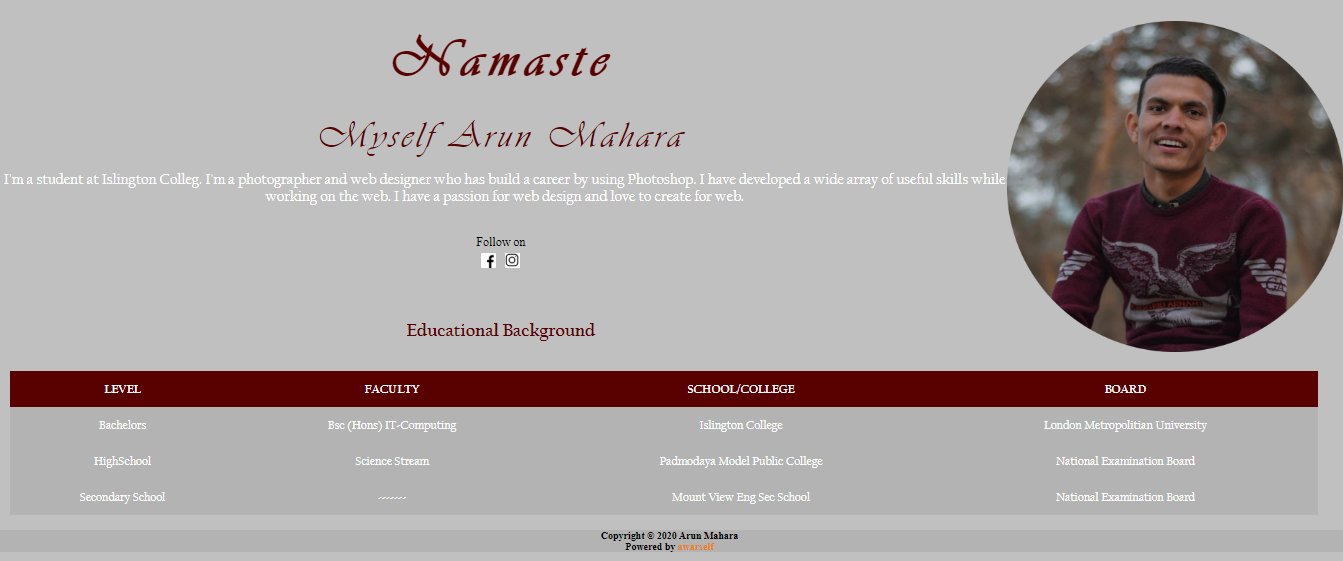 Namaste
Myself Arun Mahara
I'm a student at Islington Colleg. I'm a photographer and web designer who has build a career by using Photoshop. I have developed a wide array of useful skills while
working on the web. I have a passion for web design and love to create for web.
Follow on
Educational Background
LEVEL FACULTY SCHOOL/COLLEGE BOARD
Bachelors Bsc (Hons) IT-Computing Islington College London Metropolitian University
HighSchool Science Stream Padmodaya Model Public College National Examination Board
Secondary School ~~~~~~~ Mount View Eng Sec School National Examination Board
Copyright © 2020 Arun Mahara
Powered by awarself